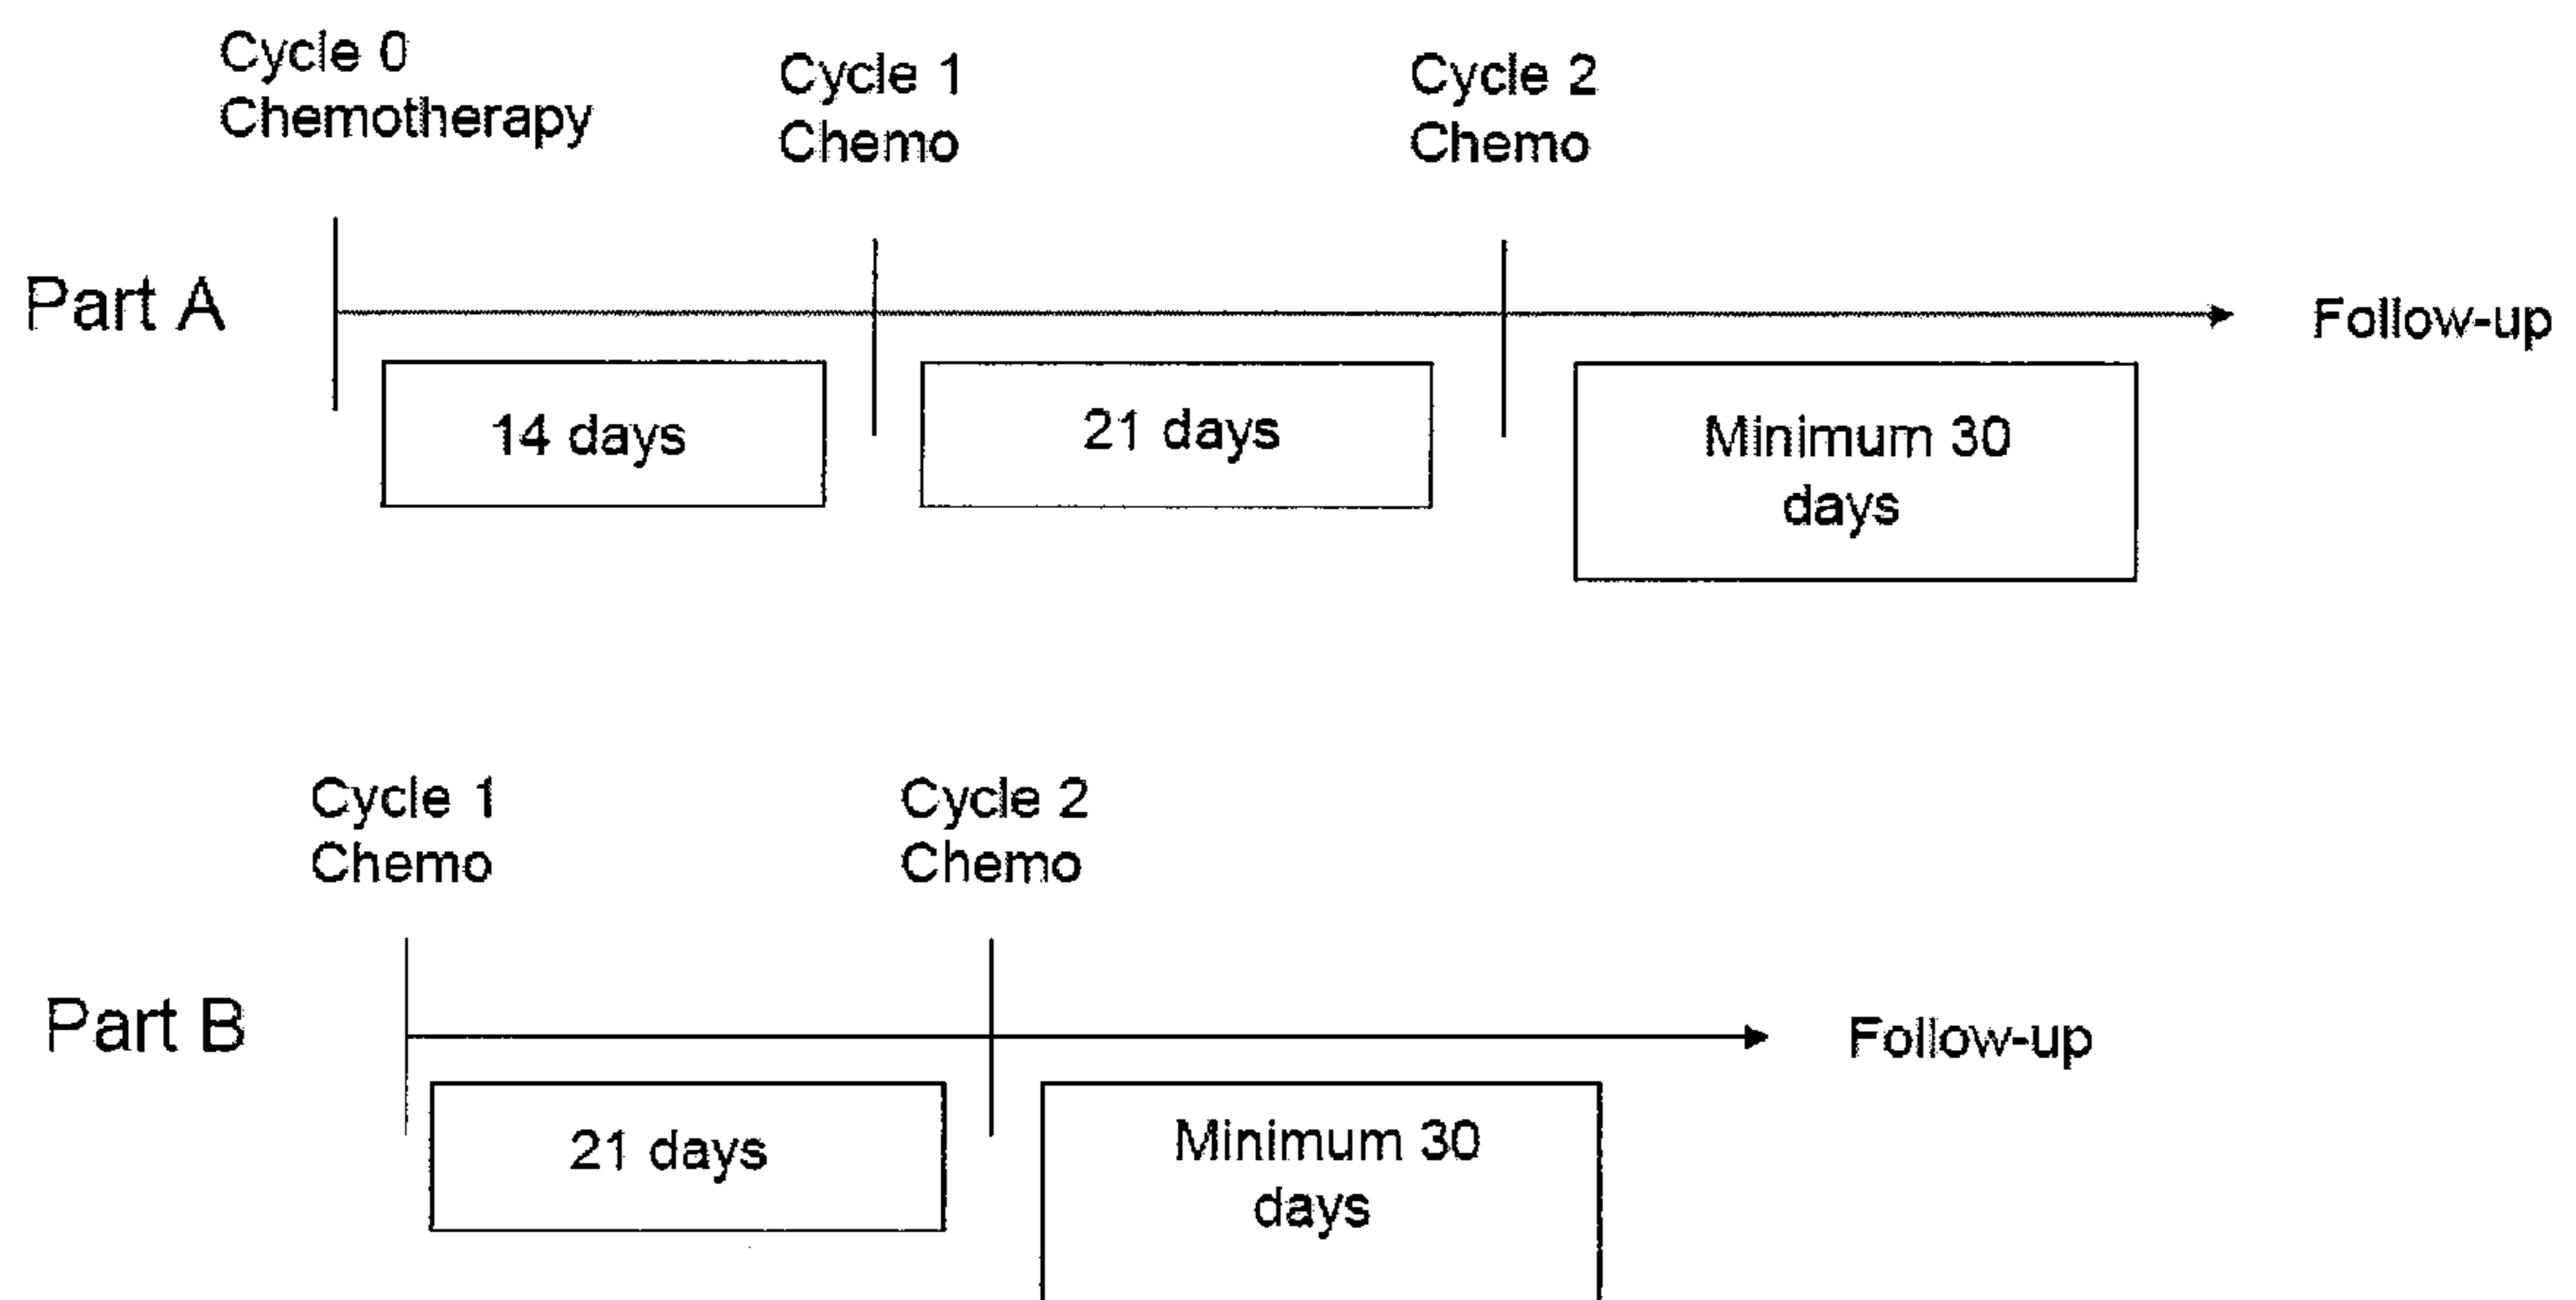 Cycle 0
Chemotherapy
Cycle 1
Chemo
Cycle 2
Chemo
Part A
Follow-up
14 days
21 days
Minimum 30
days
Cycle 1
Chemo
Cycle 2
Chemo
Part B
Follow-up
21 days
Minimum 30
days